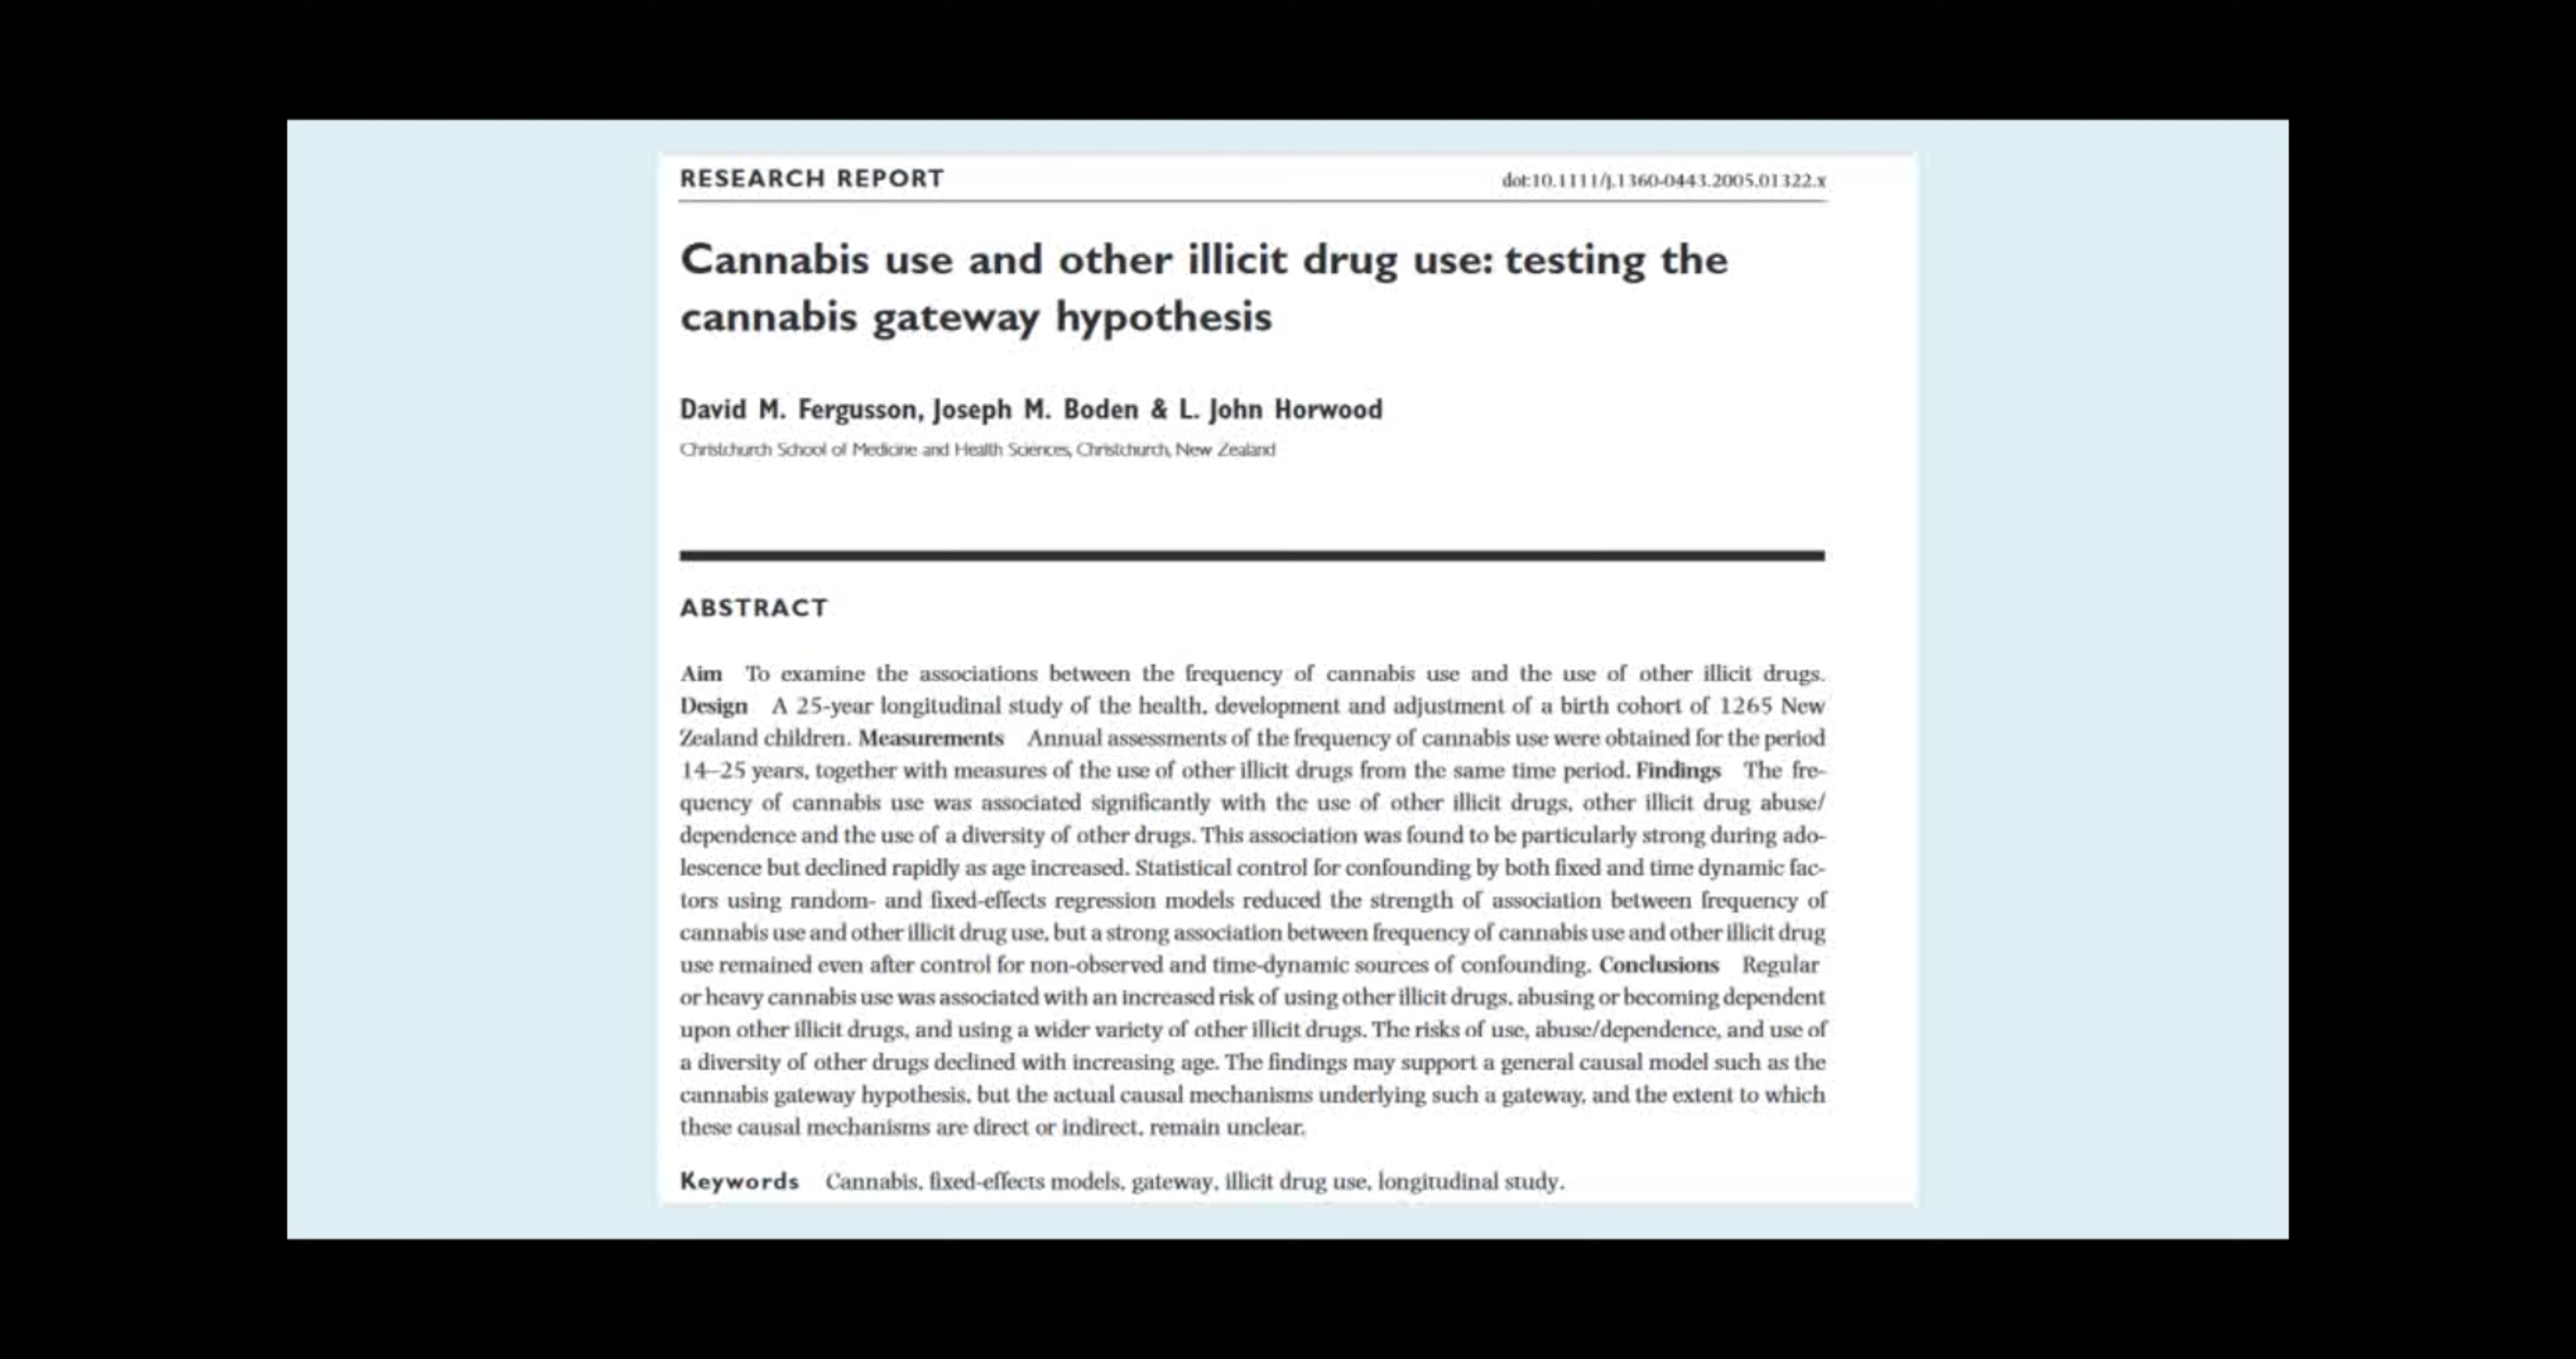 RESEARCH REPORT
doi:10.1111/j.1360-0443.2005.01322.x
Cannabis use and other illicit drug use: testing the
cannabis gateway hypothesis
David M. Fergusson, Joseph M. Boden & L. John Horwood
Christchurch School of Medicine and Health Sciences, Christchurch, New Zealand
ABSTRACT
Aim To examine the associations between the frequency of cannabis use and the use of other illicit drugs.
Design A 25-year longitudinal study of the health, development and adjustment of a birth cohort of 1265 New
Zealand children. Measurements Annual assessments of the frequency of cannabis use were obtained for the period
14–25 years, together with measures of the use of other illicit drugs from the same time period. Findings The fre-
quency of cannabis use was associated significantly with the use of other illicit drugs, other illicit drug abuse/
dependence and the use of a diversity of other drugs. This association was found to be particularly strong during ado-
lescence but declined rapidly as age increased. Statistical control for confounding by both fixed and time dynamic fac-
tors using random- and fixed-effects regression models reduced the strength of association between frequency of
cannabis use and other illicit drug use, but a strong association between frequency of cannabis use and other illicit drug
use remained even after control for non-observed and time-dynamic sources of confounding. Conclusions Regular
or heavy cannabis use was associated with an increased risk of using other illicit drugs, abusing or becoming dependent
upon other illicit drugs, and using a wider variety of other illicit drugs. The risks of use, abuse/dependence, and use of
a diversity of other drugs declined with increasing age. The findings may support a general causal model such as the
cannabis gateway hypothesis, but the actual causal mechanisms underlying such a gateway, and the extent to which
these causal mechanisms are direct or indirect, remain unclear.
Keywords Cannabis, fixed-effects models, gateway, illicit drug use, longitudinal study.